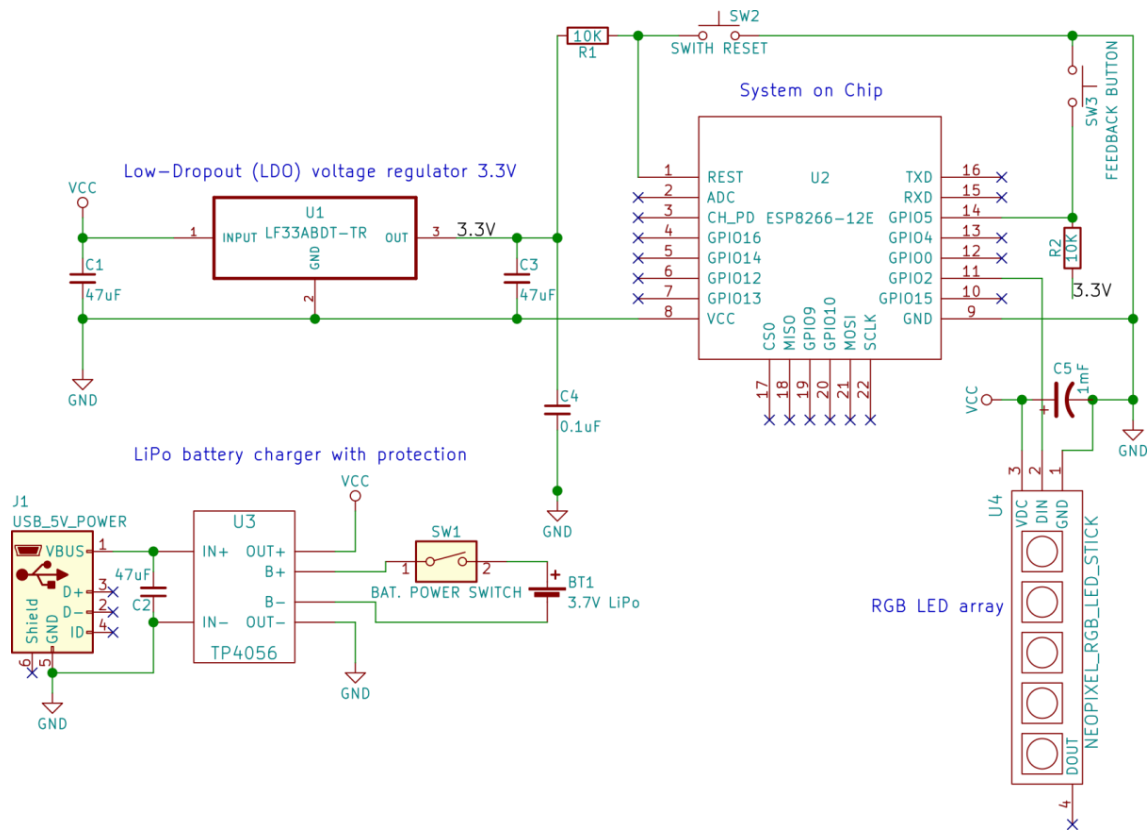 SW2
10K
R1
SWITH RESET
System on Chip
SW3
FEEDBACK BUTTON
Low-Dropout (LDO) voltage regulator 3.3V
VCC
U1
LF33ABDT-TR
1
INPUT
OUT
3
3.3V
GND
2
C1
47uF
C3
47uF
GND
U2
ESP8266-12E
1
REST
2
ADC
3
CH_PD
4
GPIO16
5
GPIO14
6
GPIO12
7
GPIO13
8
VCC
TXD
16
RXD
15
GPIO5
14
GPIO4
13
GPIO0
12
GPIO2
11
GPIO15
10
GND
9
CS0
MISO
GPIO9
GPIO10
MOSI
SCLK
17
18
19
20
21
22
R2
10K
3.3V
C4
0.1uF
GND
C5
1mF
VCC
+
GND
LiPo battery charger with protection
VCC
J1
USB_5V_POWER
VBUS
1
D+
3
D-
2
ID
4
Shield
GND
6
5
GND
47uF
C2
U3
IN+
OUT+
B+
B-
IN-
OUT-
TP4056
GND
SW1
1
2
BAT. POWER SWITCH
+
BT1
3.7V LiPo
3
2
1
U4
VDC
DIN
GND
RGB LED array
NEOPIXEL_RGB_LED_STICK
DOUT
4